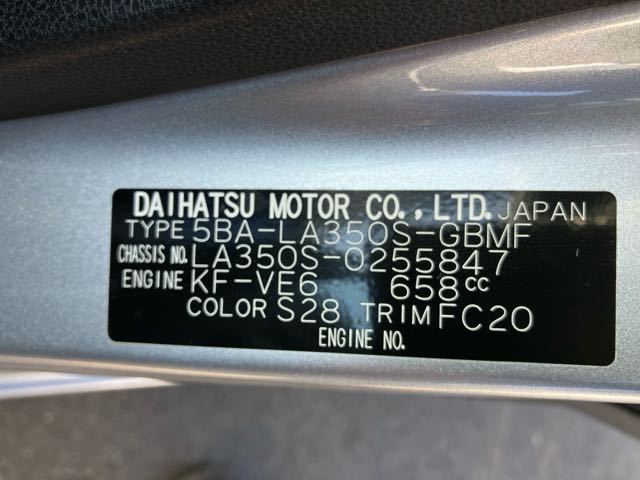 DAIHATSU MOTOR CO., LTD. JAPAN
TYPE 5BA-LA350S-GBMF
CHASSIS NO. LA350S-0255847
ENGINE KF-VE6 658cc
COLOR S28 TRIM FC20
ENGINE NO.